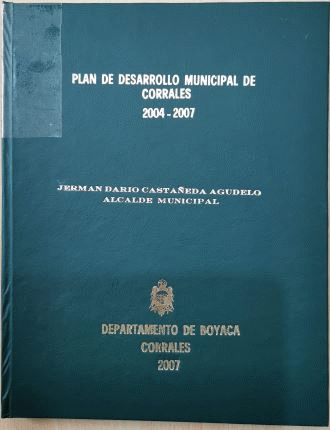 PLAN DE DESARROLLO MUNICIPAL DE
CORRALES
2004-2007
JERMAN DARIO CASTAÑEDA AGUDELO
ALCALDE MUNICIPAL
DEPARTAMENTO DE BOYACA
CORRALES
2007